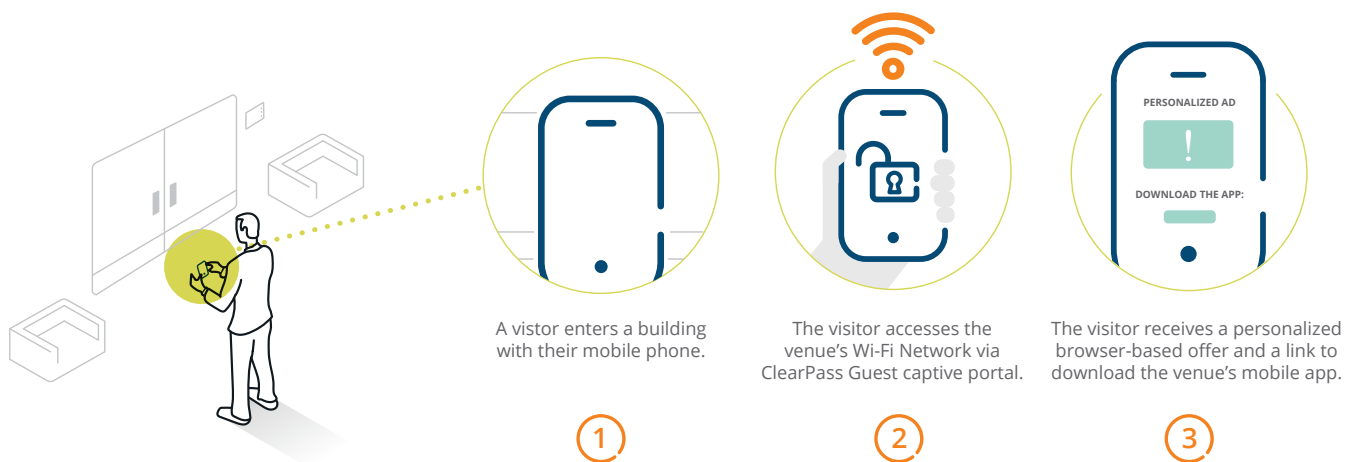 PERSONALIZED AD
!
DOWNLOAD THE APP:
A vistor enters a building
with their mobile phone.
1
The visitor accesses the
venue’s Wi-Fi Network via
ClearPass Guest captive portal.
2
The visitor receives a personalized
browser-based offer and a link to
download the venue’s mobile app.
3